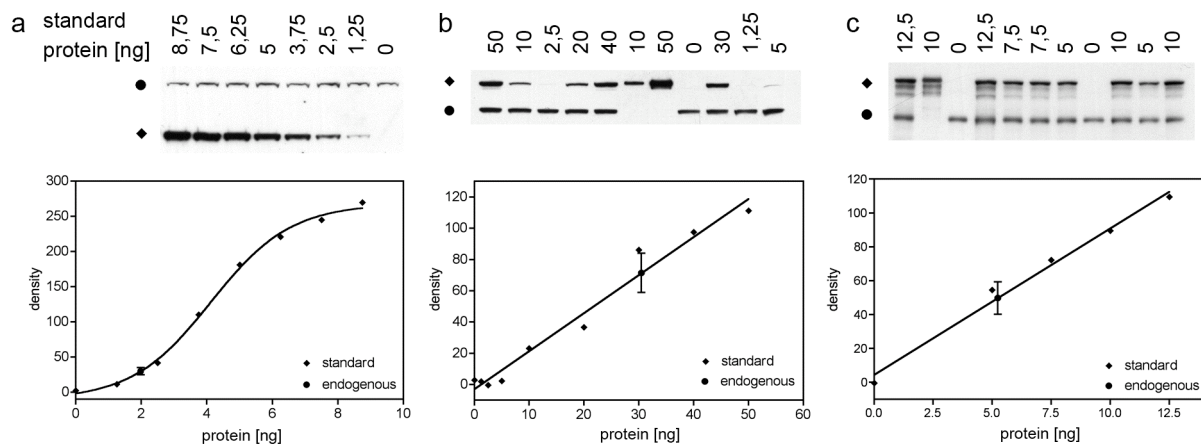 a
standard
protein [ng]
8,75 7,5 6,25 5 3,75 2,5 1,25 0
300
250
200
150
100
50
0
density
0 2 4 6 8 10
protein [ng]
standard
endogenous
b
50 10 2,5 20 40 10 50 0 30 1,25 5
120
100
80
60
40
20
0
density
0 10 20 30 40 50 60
protein [ng]
standard
endogenous
c
12,5 10 0 12,5 7,5 7,5 5 0 10 5 10
120
100
80
60
40
20
0
density
0.0 2.5 5.0 7.5 10.0 12.5
protein [ng]
standard
endogenous